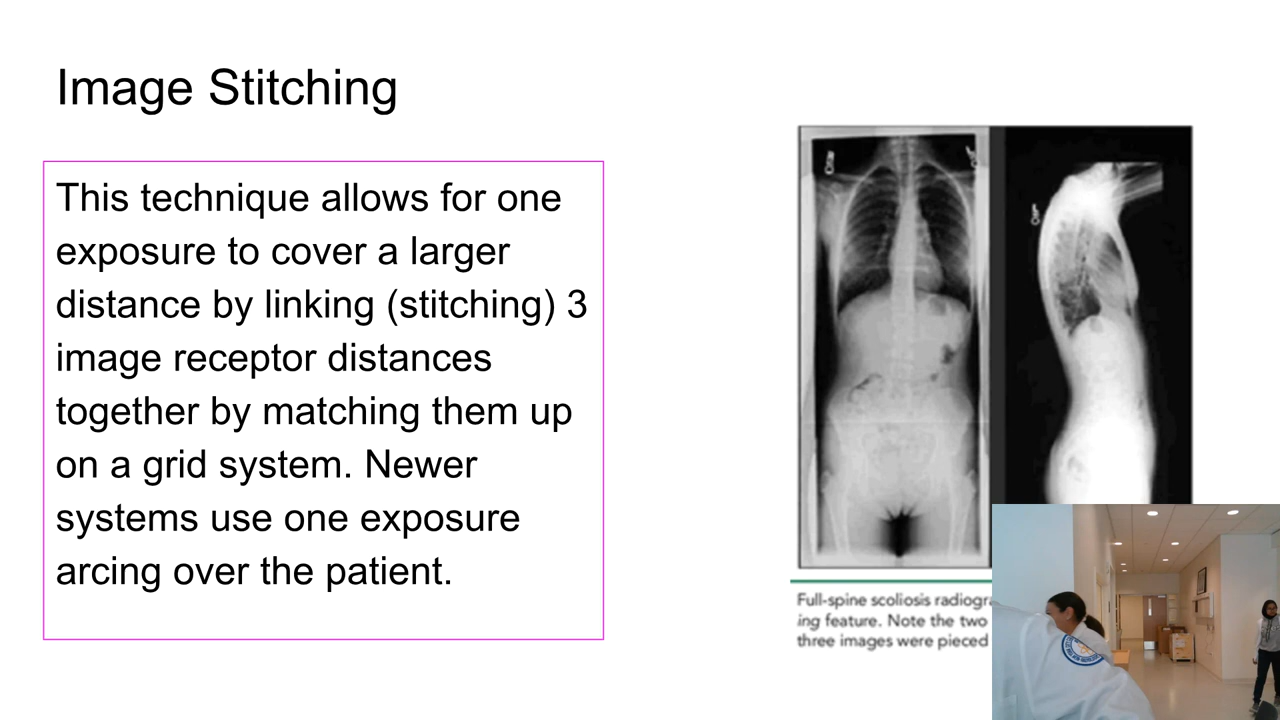 Image Stitching
This technique allows for one
exposure to cover a larger
distance by linking (stitching) 3
image receptor distances
together by matching them up
on a grid system. Newer
systems use one exposure
arcing over the patient.
Full-spine scoliosis
ing feature. Note the two
three images were pieced